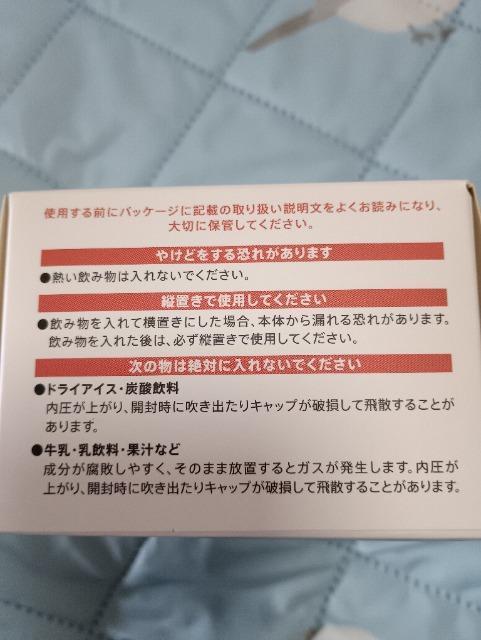 使用する前にパッケージに記載の取り扱い説明文をよくお読みになり、
大切に保管してください。
やけどをする恐れがあります
●熱い飲み物は入れないでください。
縦置きで使用してください
●飲み物を入れて横置きにした場合、本体から漏れる恐れがあります。
飲み物を入れた後は、必ず縦置きで使用してください。
次の物は絶対に入れないでください
●ドライアイス・炭酸飲料
内圧が上がり、開封時に吹き出たりキャップが破損して飛散することが
あります。
●牛乳・乳飲料・果汁など
成分が腐敗しやすく、そのまま放置するとガスが発生します。内圧が
上がり、開封時に吹き出たりキャップが破損して飛散することがあります。